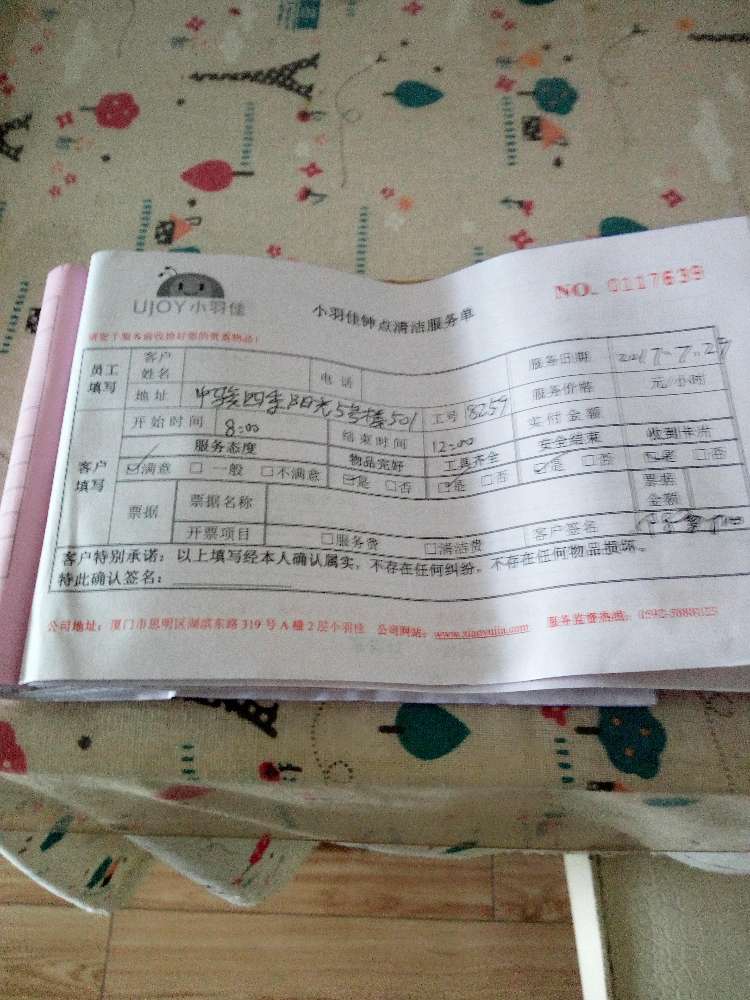 UJOY小羽佳
小羽佳钟点清洁服务单
NO. 0117639
员工填写 客户姓名 电话 服务日期 2017-7-27
地址 中骏四季阳光5号楼501 工号 8259 服务价格 元/小时
客户填写 开始时间 8:00 结束时间 12:00 实付金额
服务态度 物品完好 工具齐全 安全结束 收到卡济
☑满意 □一般 □不满意 ☑是 □否 ☑是 □否 ☑是 □否 ☑是 □否
票据 票据名称 票据金额
开票项目 □服务费 □清洁费 客户签名
客户特别承诺：以上填写经本人确认属实，不存在任何纠纷，不存在任何物品损坏。
特此确认签名：
公司地址：厦门市思明区湖滨东路319号A幢2层小羽佳 公司网站：www.xiaoyujia.com 服务监督热线：